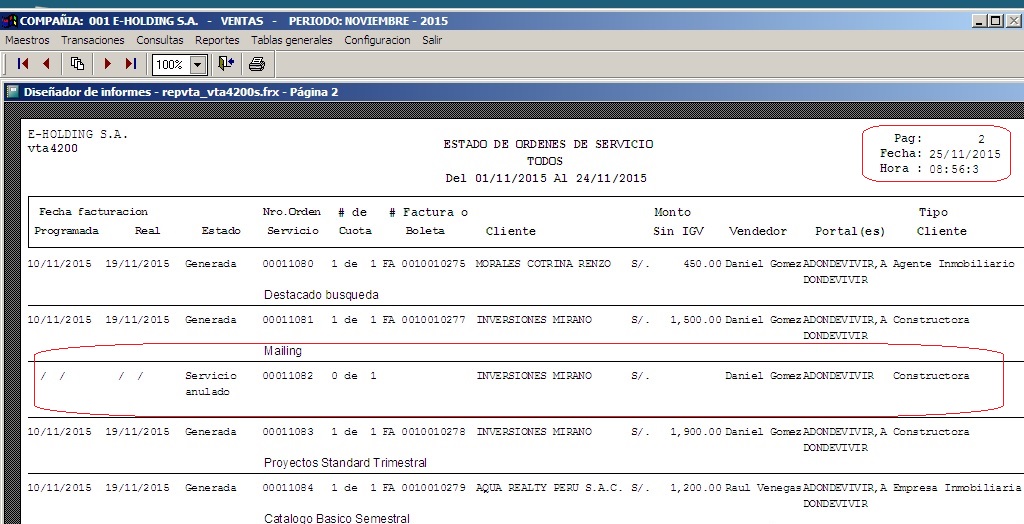 COMPAÑIA: 001 E-HOLDING S.A. - VENTAS - PERIODO: NOVIEMBRE - 2015
Maestros Transacciones Consultas Reportes Tablas generales Configuracion Salir
100%
Diseñador de informes - repvta_vta4200s.frx - Página 2
E-HOLDING S.A.
vta4200
ESTADO DE ORDENES DE SERVICIO
TODOS
Del 01/11/2015 Al 24/11/2015
Pag: 2
Fecha: 25/11/2015
Hora : 08:56:3
Fecha facturacion Nro.Orden # de # Factura o Monto Tipo
Programada Real Estado Servicio Cuota Boleta Cliente Sin IGV Vendedor Portal(es) Cliente
10/11/2015 19/11/2015 Generada 00011080 1 de 1 FA 0010010275 MORALES COTRINA RENZO S/. 450.00 Daniel Gomez ADONDEVIVIR,A Agente Inmobiliario
DONDEVIVIR
Destacado busqueda
10/11/2015 19/11/2015 Generada 00011081 1 de 1 FA 0010010277 INVERSIONES MIRANO S/. 1,500.00 Daniel Gomez ADONDEVIVIR,A Constructora
DONDEVIVIR
Mailing
/ / / / Servicio 00011082 0 de 1 INVERSIONES MIRANO S/. Daniel Gomez ADONDEVIVIR Constructora
anulado
10/11/2015 19/11/2015 Generada 00011083 1 de 1 FA 0010010278 INVERSIONES MIRANO S/. 1,900.00 Daniel Gomez ADONDEVIVIR,A Constructora
DONDEVIVIR
Proyectos Standard Trimestral
10/11/2015 19/11/2015 Generada 00011084 1 de 1 FA 0010010279 AQUA REALTY PERU S.A.C. S/. 1,200.00 Raul Venegas ADONDEVIVIR,A Empresa Inmobiliaria
DONDEVIVIR
Catalogo Basico Semestral